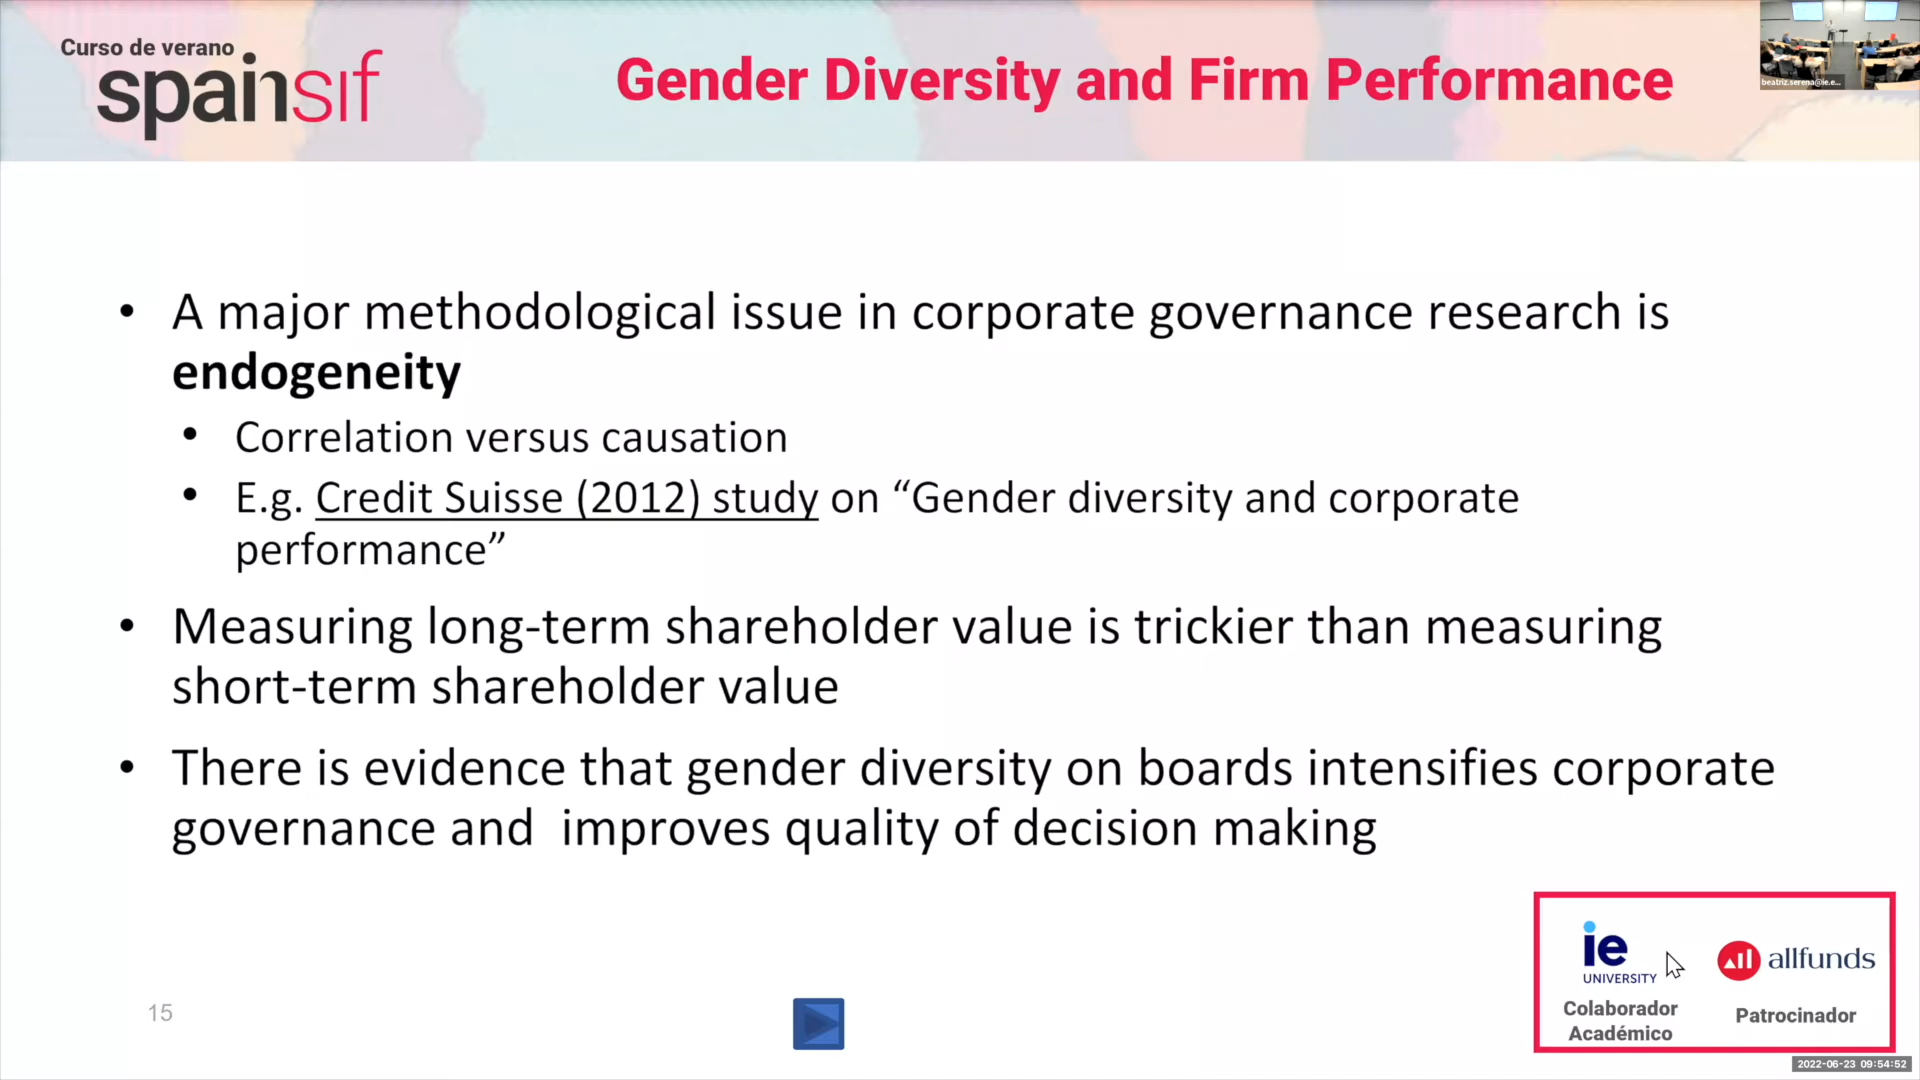 Curso de verano
spainsif
Gender Diversity and Firm Performance
beatriz.serena@ie.e...
• A major methodological issue in corporate governance research is
endogeneity
• Correlation versus causation
• E.g. Credit Suisse (2012) study on “Gender diversity and corporate
performance”
• Measuring long-term shareholder value is trickier than measuring
short-term shareholder value
• There is evidence that gender diversity on boards intensifies corporate
governance and  improves quality of decision making
ie
UNIVERSITY
Colaborador
Académico
allfunds
Patrocinador
15
2022-06-23 09:54:52